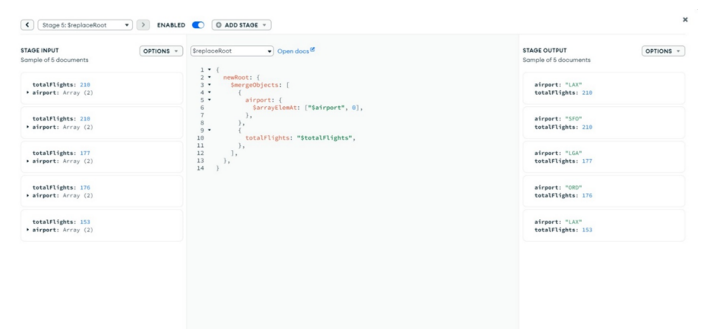 Stage 5: $replaceRoot
ENABLED
ADD STAGE
STAGE INPUT
OPTIONS
Sample of 5 documents
totalFlights: 210
airport: Array (2)
totalFlights: 210
airport: Array (2)
totalFlights: 177
airport: Array (2)
totalFlights: 176
airport: Array (2)
totalFlights: 153
airport: Array (2)
$replaceRoot
Open docs
1 {
2 newRoot: {
3 $mergeObjects: [
4 {
5 airport: {
6 $arrayElemAt: ["$airport", 0],
7 },
8 },
9 {
10 totalFlights: "$totalFlights",
11 },
12 ],
13 },
14 }
STAGE OUTPUT
OPTIONS
Sample of 5 documents
airport: "LAX"
totalFlights: 210
airport: "SFO"
totalFlights: 210
airport: "LGA"
totalFlights: 177
airport: "ORD"
totalFlights: 176
airport: "LAX"
totalFlights: 153